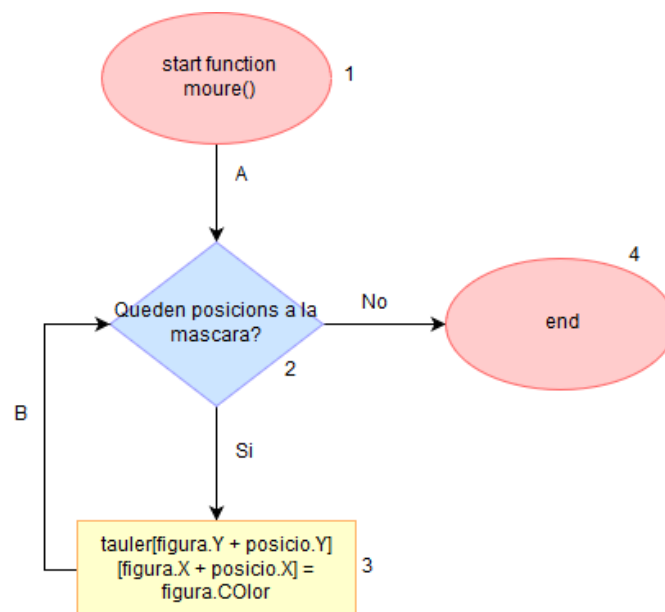 start function
moure()
1
A
Queden posicions a la
mascara?
2
No
end
4
B
Si
tauler[figura.Y + posicio.Y]
[figura.X + posicio.X] =
figura.COlor
3